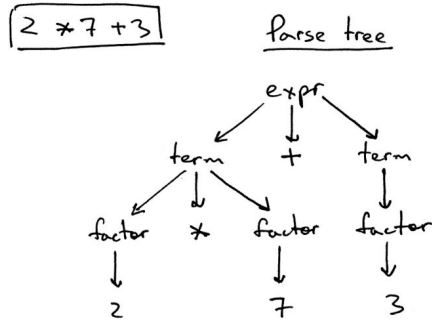 2 * 7 + 3
Parse tree
expr
term + term
factor * factor factor
2 7 3